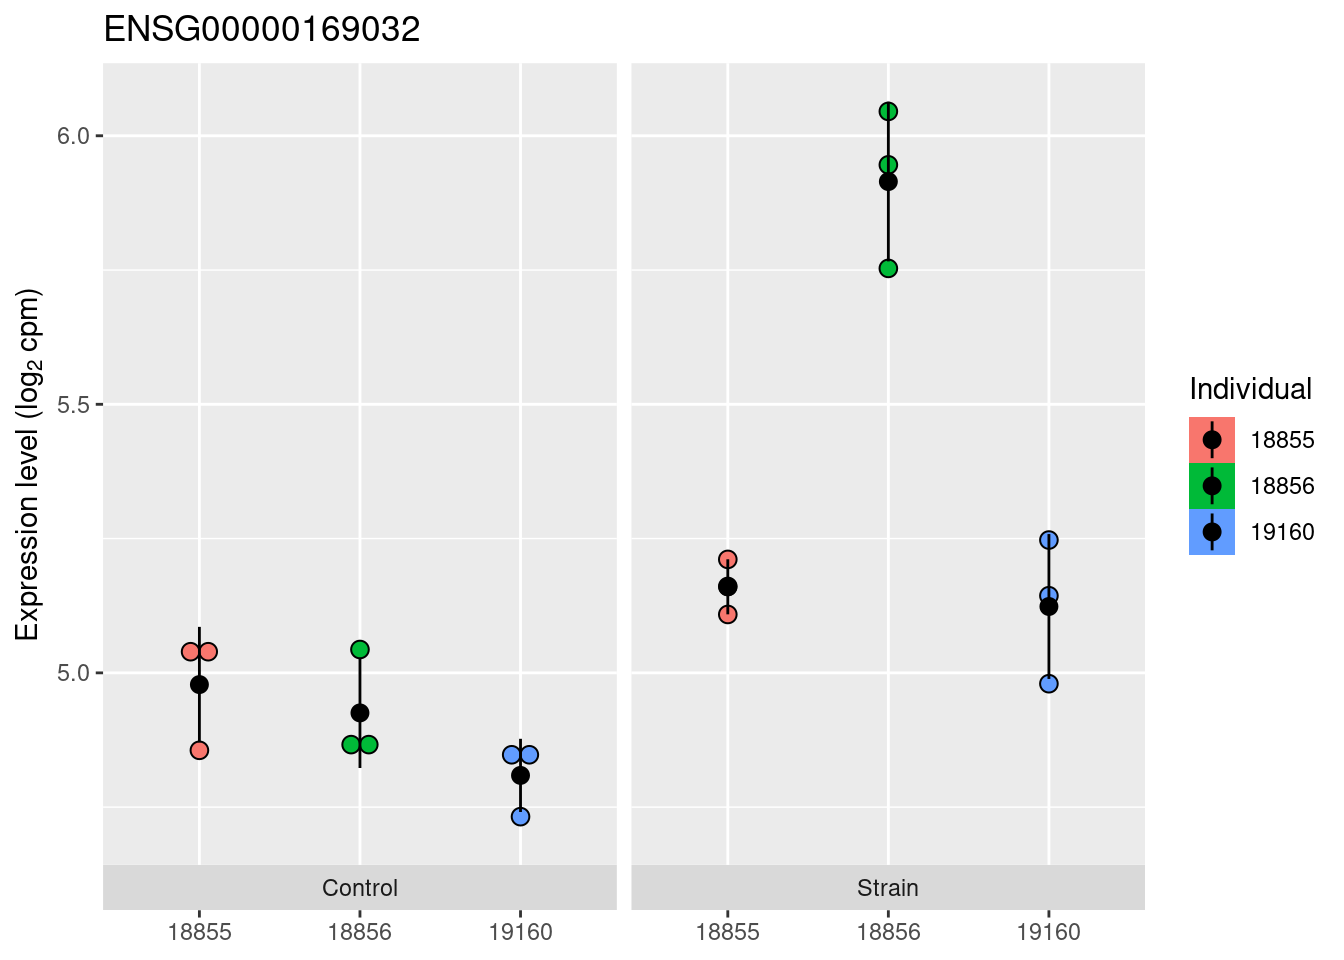 ENSG00000169032
Expression level (log₂ cpm)
6.0
5.5
5.0
Control
Strain
18855
18856
19160
18855
18856
19160
Individual
18855
18856
19160